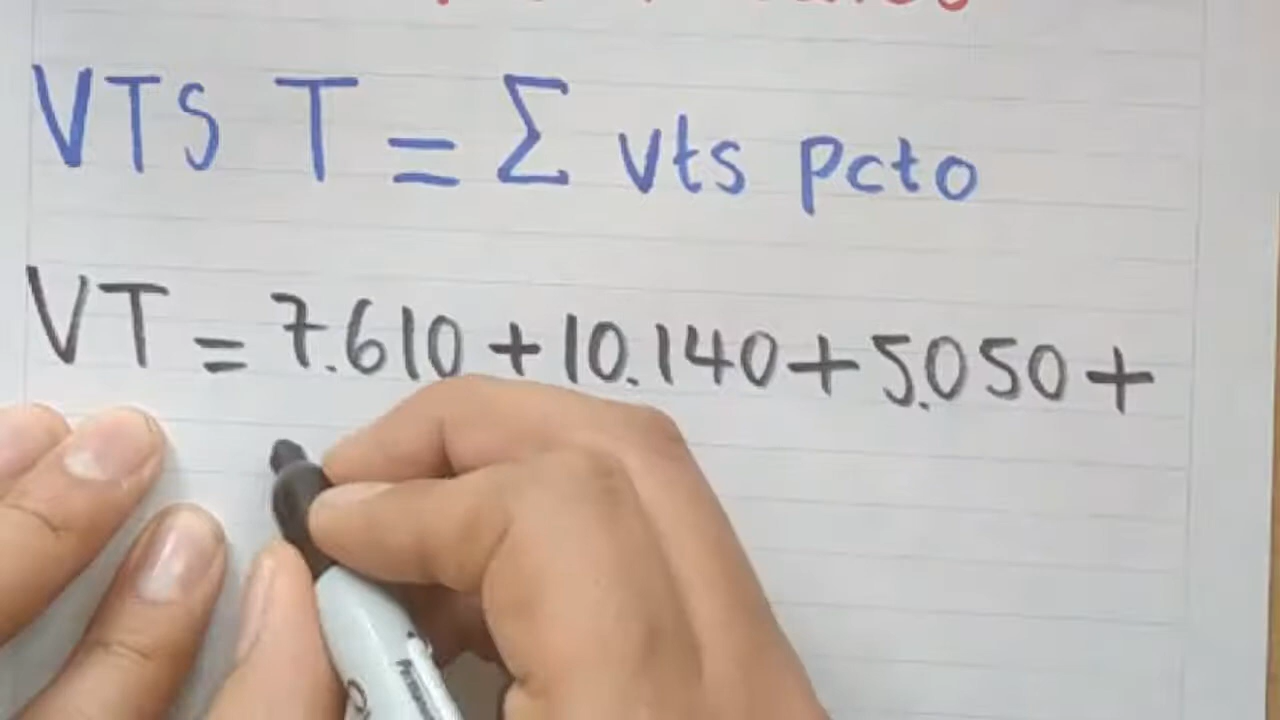 VTS T = Σ vts pcto
VT = 7.610 + 10.140 + 5.050 +